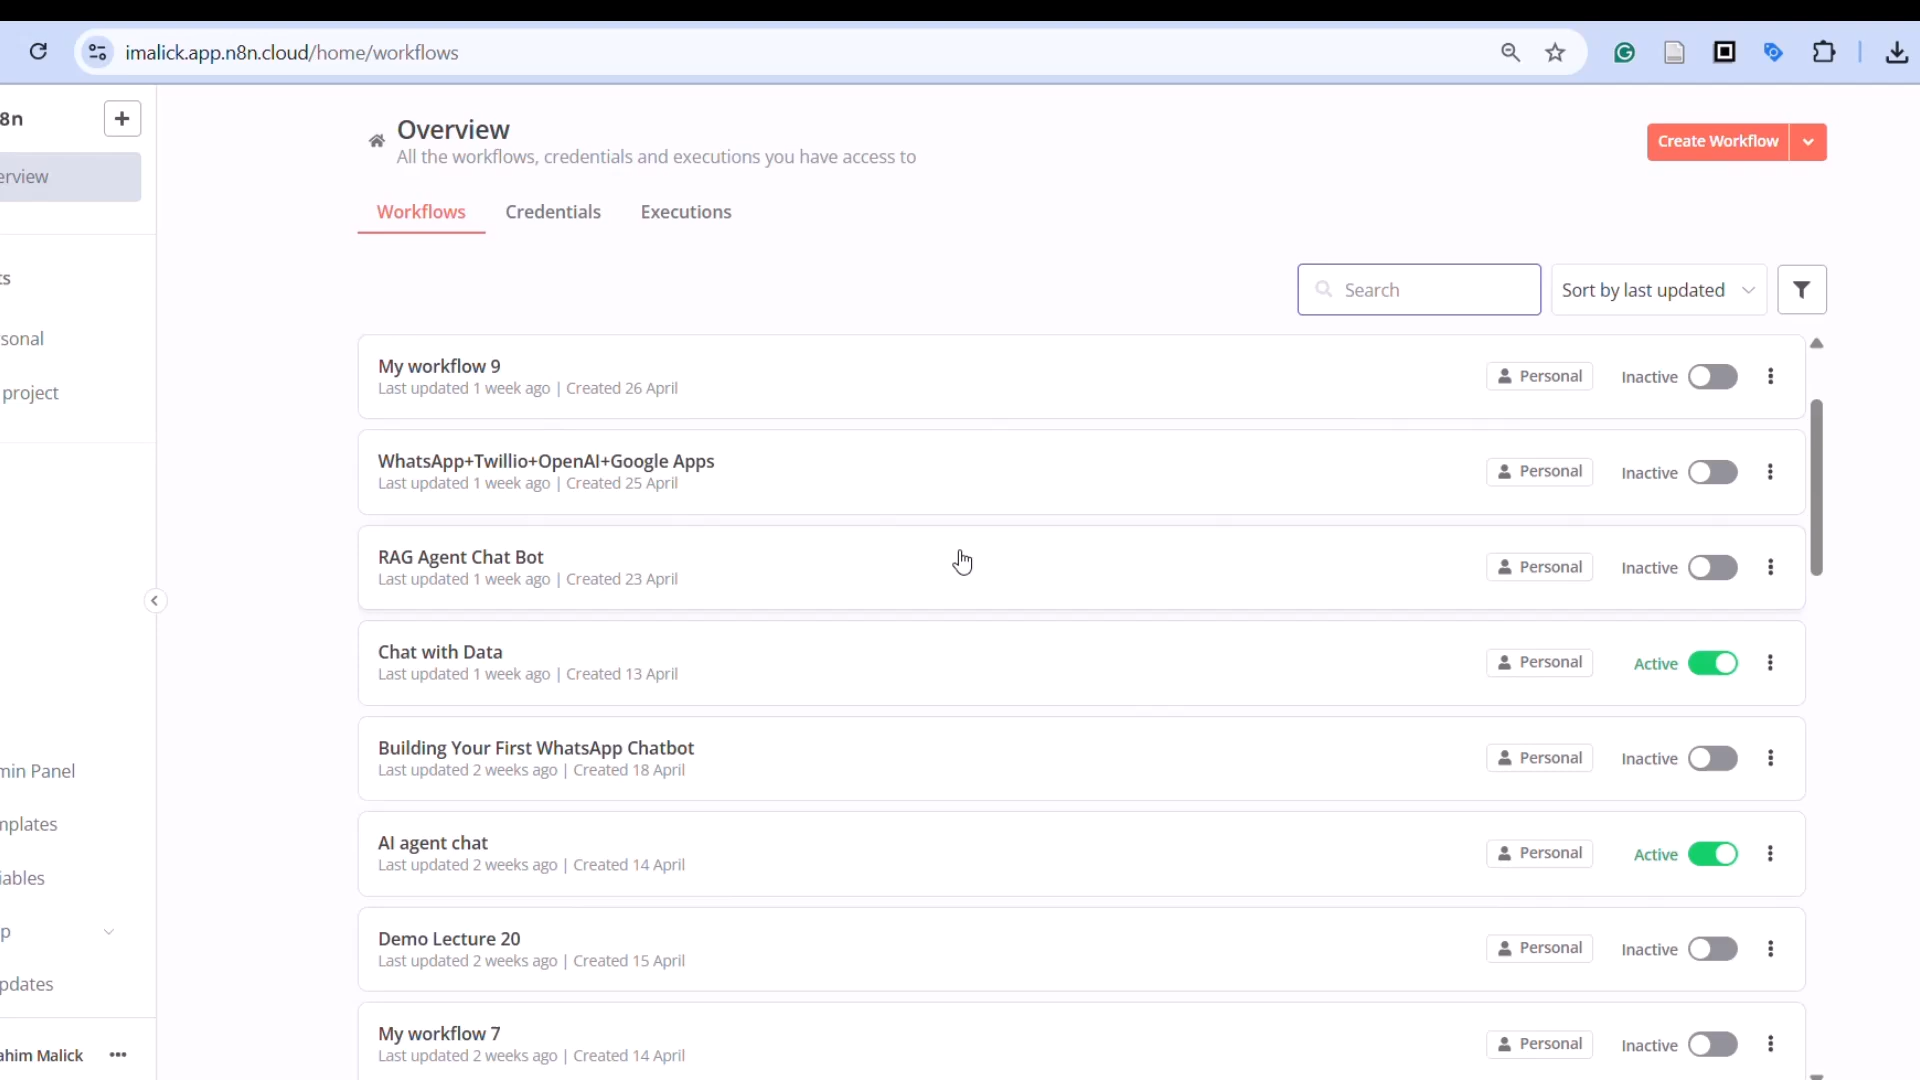 imalick.app.n8n.cloud/home/workflows
8n
erview
ts
sonal
project
min Panel
mplates
iables
p
pdates
ahim Malick
Overview
All the workflows, credentials and executions you have access to
Create Workflow
Workflows Credentials Executions
Search
Sort by last updated
My workflow 9
Last updated 1 week ago | Created 26 April
Personal Inactive
WhatsApp+Twillio+OpenAI+Google Apps
Last updated 1 week ago | Created 25 April
Personal Inactive
RAG Agent Chat Bot
Last updated 1 week ago | Created 23 April
Personal Inactive
Chat with Data
Last updated 1 week ago | Created 13 April
Personal Active
Building Your First WhatsApp Chatbot
Last updated 2 weeks ago | Created 18 April
Personal Inactive
AI agent chat
Last updated 2 weeks ago | Created 14 April
Personal Active
Demo Lecture 20
Last updated 2 weeks ago | Created 15 April
Personal Inactive
My workflow 7
Last updated 2 weeks ago | Created 14 April
Personal Inactive